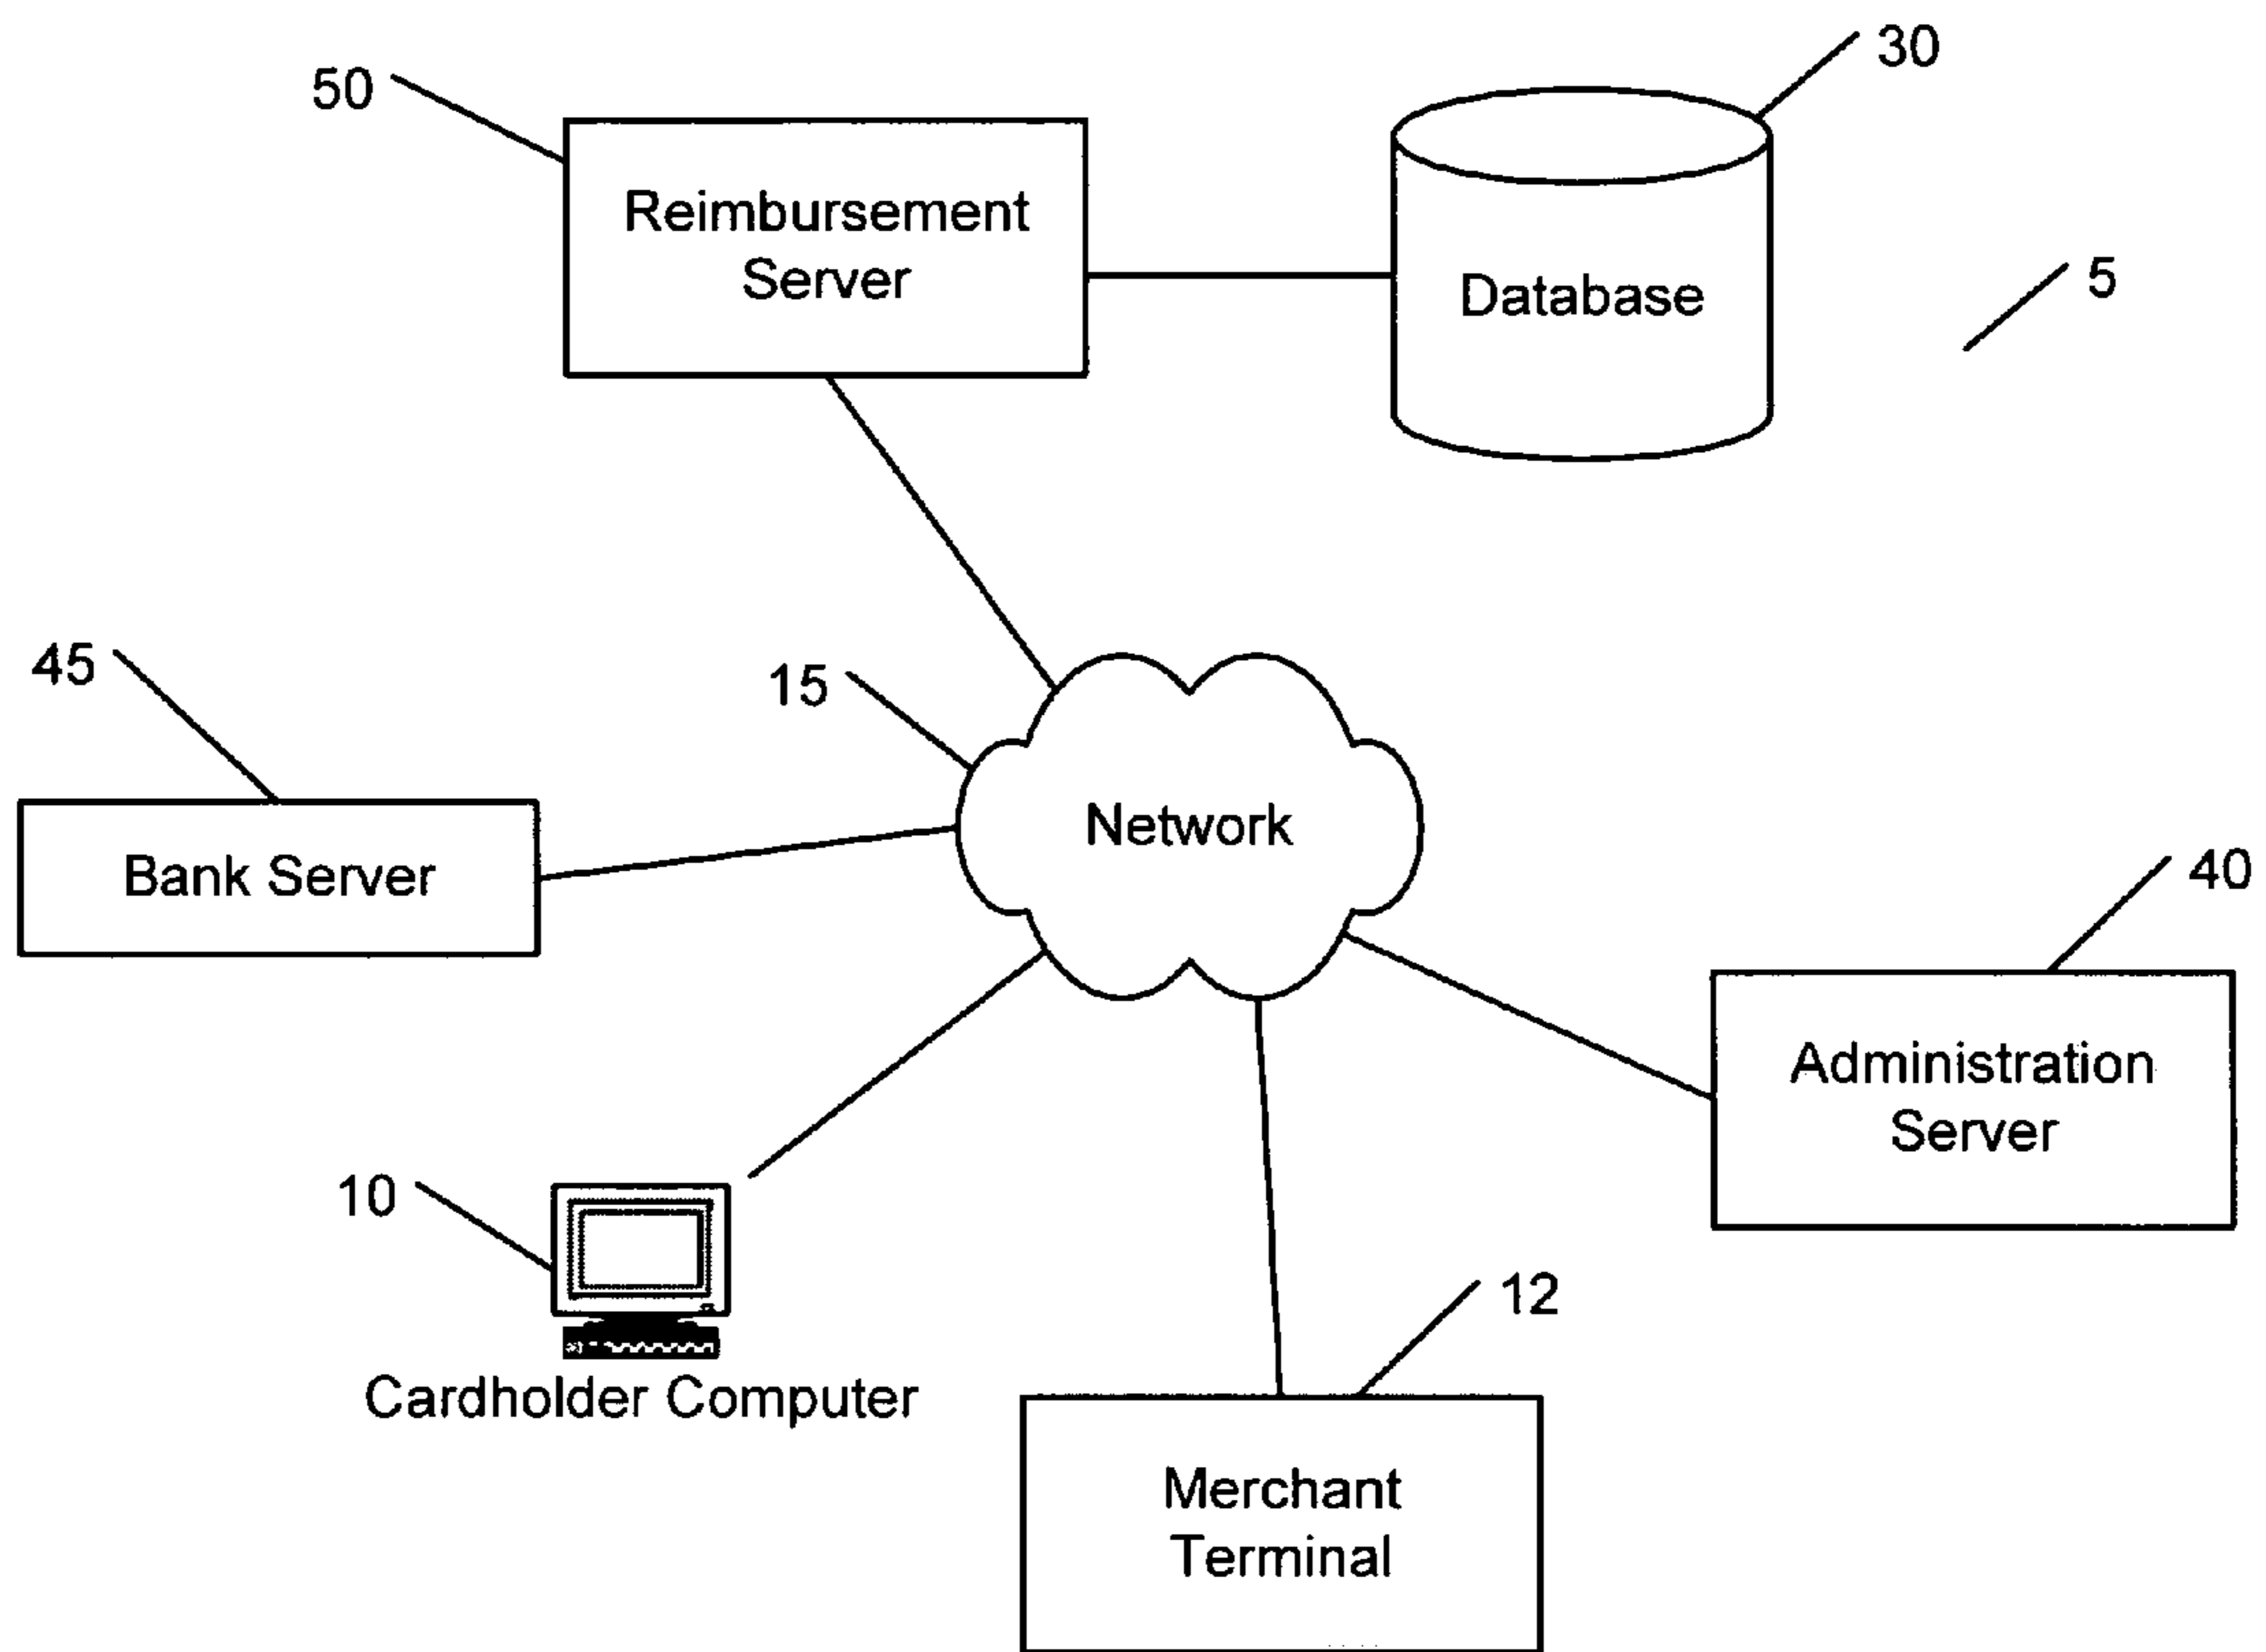 30
50
Reimbursement
Server
Database
5
45
15
Network
Bank Server
40
Administration
Server
10
12
Cardholder Computer
Merchant
Terminal